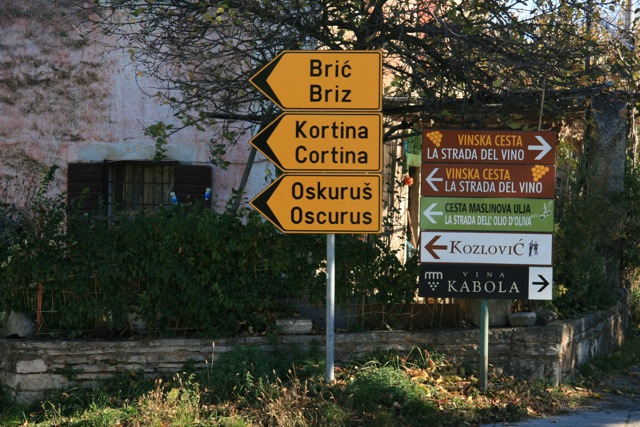 Brić
Briz
Kortina
Cortina
Oskuruš
Oscurus
VINSKA CESTA
LA STRADA DEL VINO
VINSKA CESTA
LA STRADA DEL VINO
CESTA MASLINOVA ULJA
LA STRADA DELL'OLIO D'OLIVA
KOZLOVIĆ
VINA
KABOLA